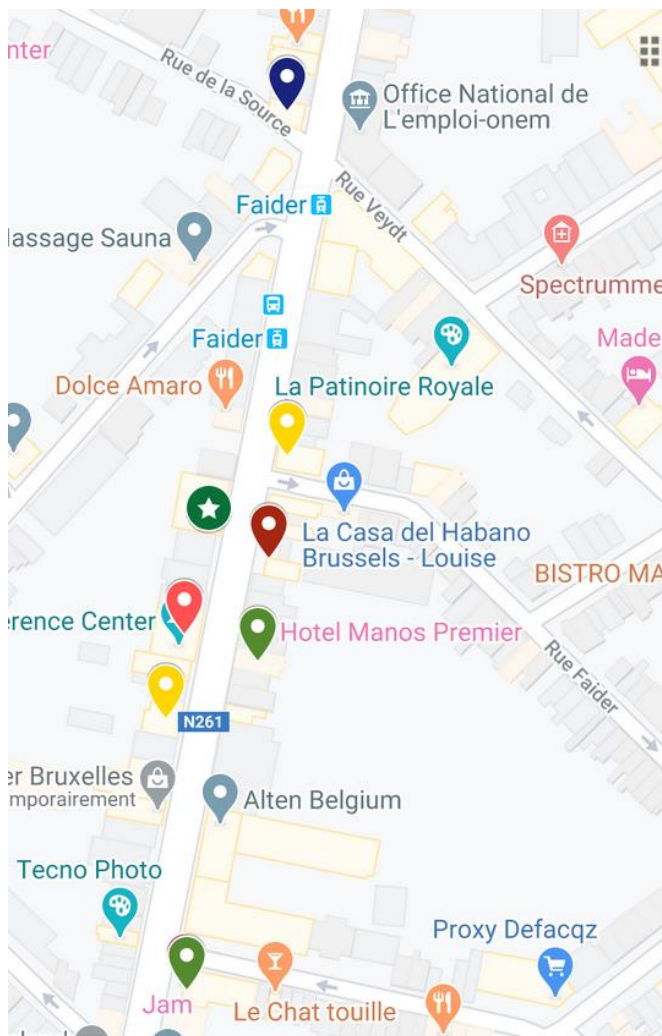 nter
Rue de la Source
Office National de
L'emploi-onem
Faider
Rue Veydt
lassage Sauna
Spectrumme
Faider
Made
Dolce Amaro
La Patinoire Royale
La Casa del Habano
Brussels - Louise
BISTRO MA
erence Center
Hotel Manos Premier
Rue Faider
N261
er Bruxelles
mporairement
Alten Belgium
Tecno Photo
Proxy Defacqz
Jam
Le Chat touille